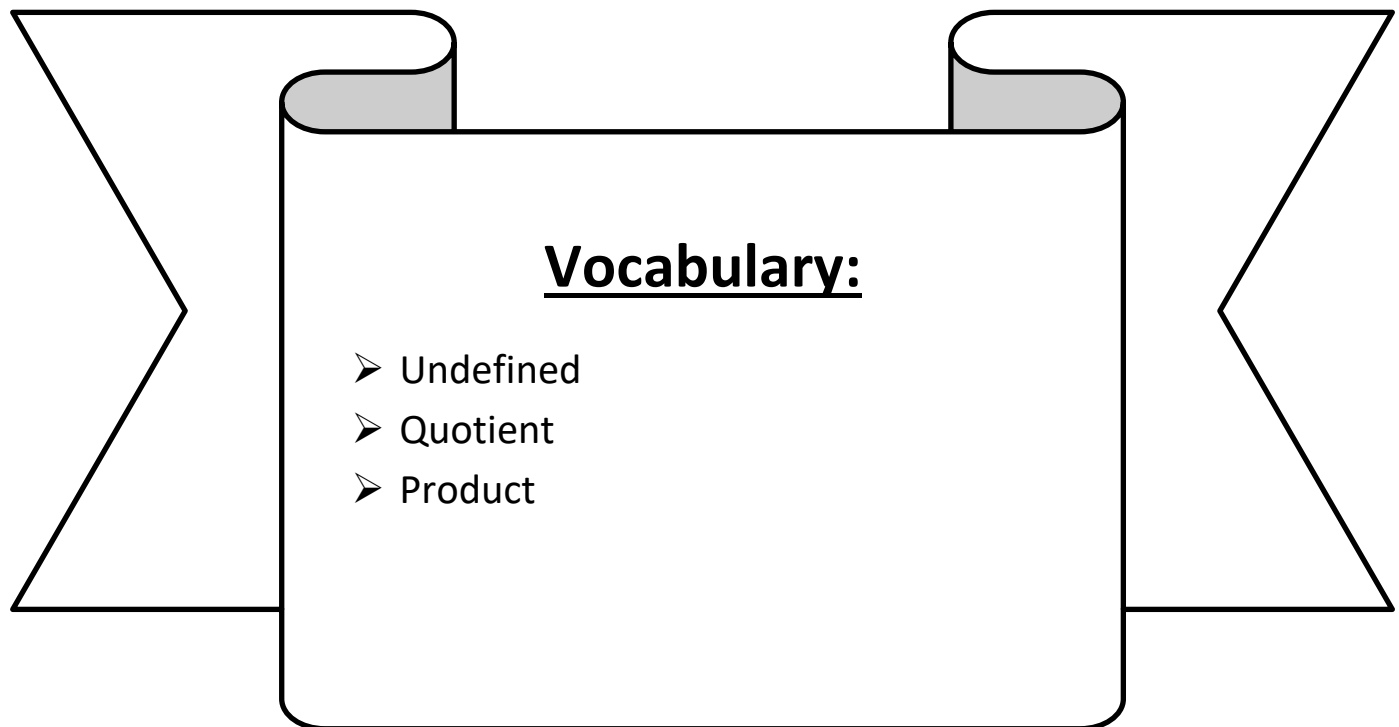 Vocabulary:
➢ Undefined
➢ Quotient
➢ Product